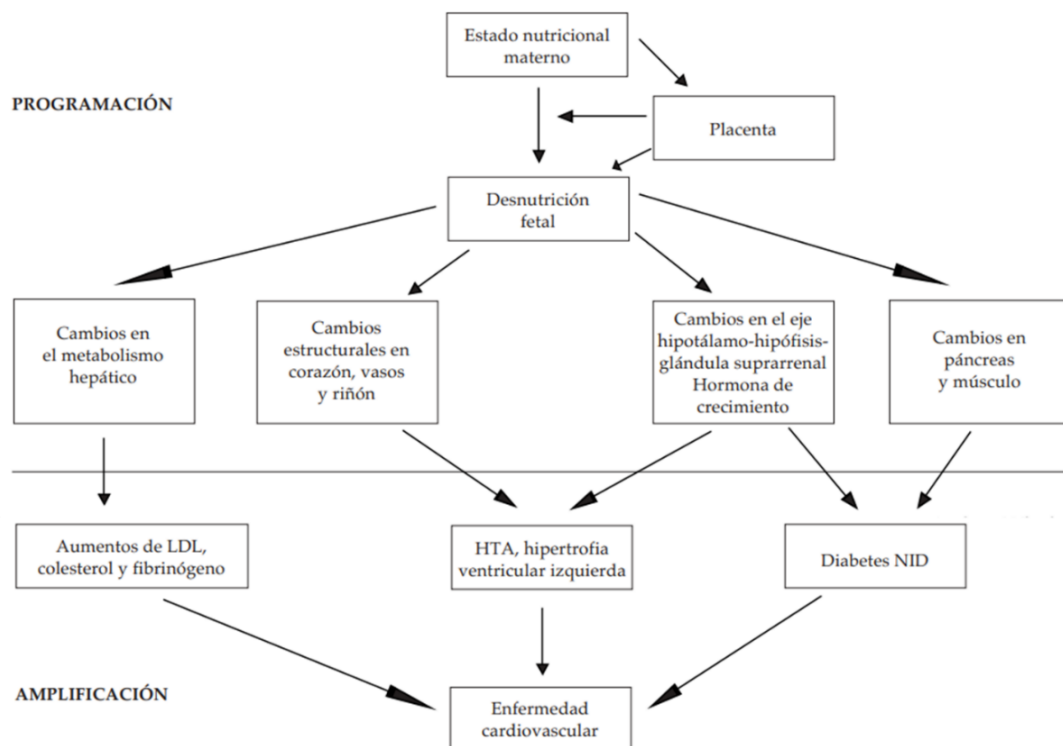 Estado nutricional
materno
PROGRAMACIÓN
Placenta
Desnutrición
fetal
Cambios en
el metabolismo
hepático
Cambios
estructurales en
corazón, vasos
y riñón
Cambios en el eje
hipotálamo-hipófisis-
glándula suprarrenal
Hormona de
crecimiento
Cambios en
páncreas
y músculo
Aumentos de LDL,
colesterol y fibrinógeno
HTA, hipertrofia
ventricular izquierda
Diabetes NID
AMPLIFICACIÓN
Enfermedad
cardiovascular